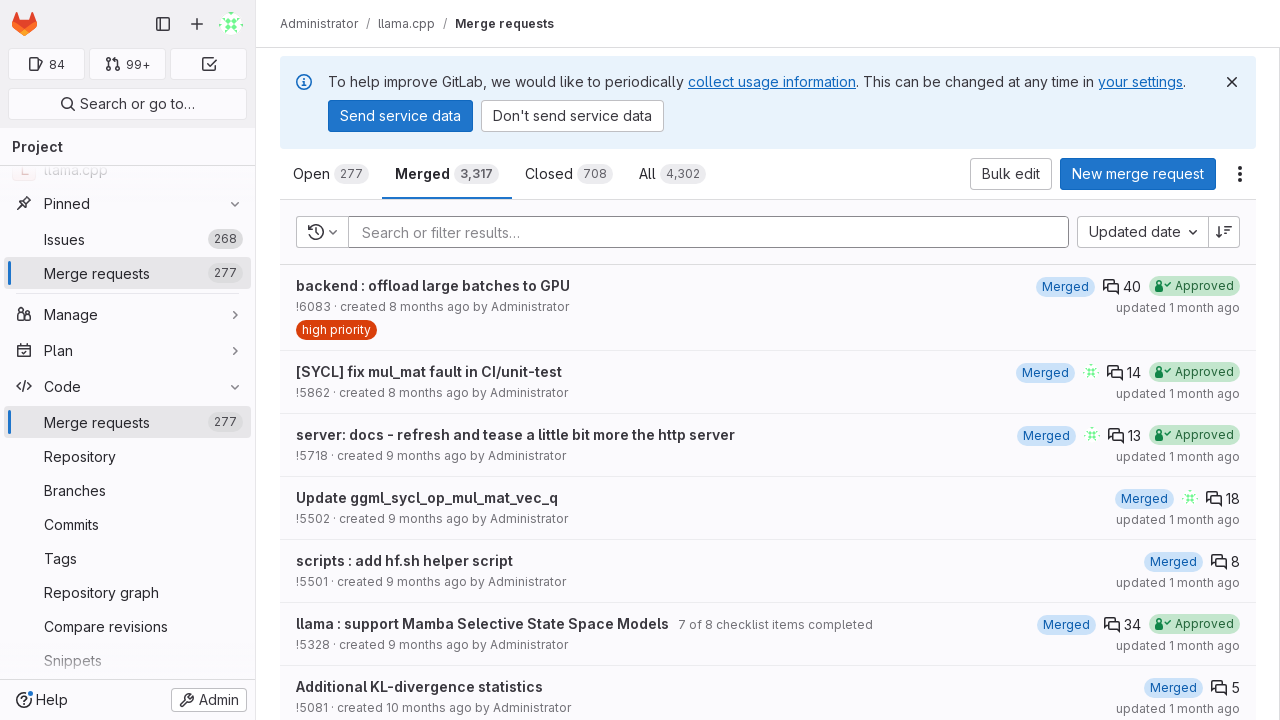 Administrator / llama.cpp / Merge requests
84
99+
Search or go to…
Project
L llama.cpp
Pinned
Issues 268
Merge requests 277
Manage
Plan
Code
Merge requests 277
Repository
Branches
Commits
Tags
Repository graph
Compare revisions
Snippets
Help
Admin
To help improve GitLab, we would like to periodically collect usage information. This can be changed at any time in your settings.
Send service data Don't send service data
Open 277 Merged 3,317 Closed 708 All 4,302 Bulk edit New merge request
Search or filter results… Updated date
backend : offload large batches to GPU Merged 40 Approved
!6083 · created 8 months ago by Administrator updated 1 month ago
high priority
[SYCL] fix mul_mat fault in CI/unit-test Merged 14 Approved
!5862 · created 8 months ago by Administrator updated 1 month ago
server: docs - refresh and tease a little bit more the http server Merged 13 Approved
!5718 · created 9 months ago by Administrator updated 1 month ago
Update ggml_sycl_op_mul_mat_vec_q Merged 18
!5502 · created 9 months ago by Administrator updated 1 month ago
scripts : add hf.sh helper script Merged 8
!5501 · created 9 months ago by Administrator updated 1 month ago
llama : support Mamba Selective State Space Models 7 of 8 checklist items completed Merged 34 Approved
!5328 · created 9 months ago by Administrator updated 1 month ago
Additional KL-divergence statistics Merged 5
!5081 · created 10 months ago by Administrator updated 1 month ago